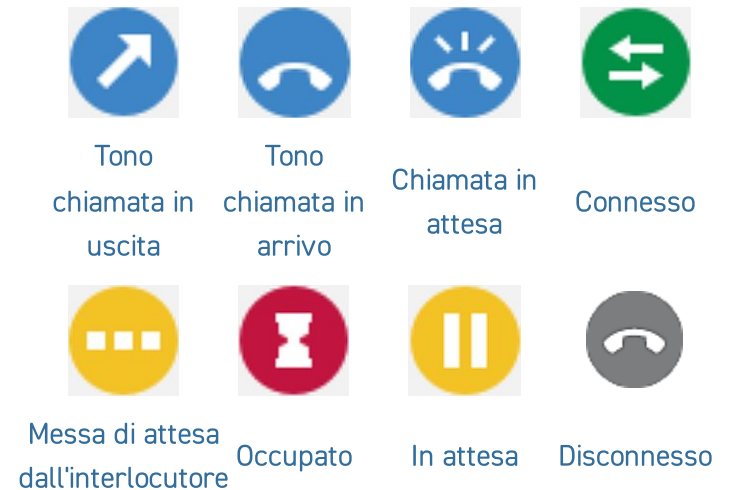 Tono
chiamata in
uscita
Tono
chiamata in
arrivo
Chiamata in
attesa
Connesso
Messa di attesa
dall'interlocutore
Occupato
In attesa
Disconnesso